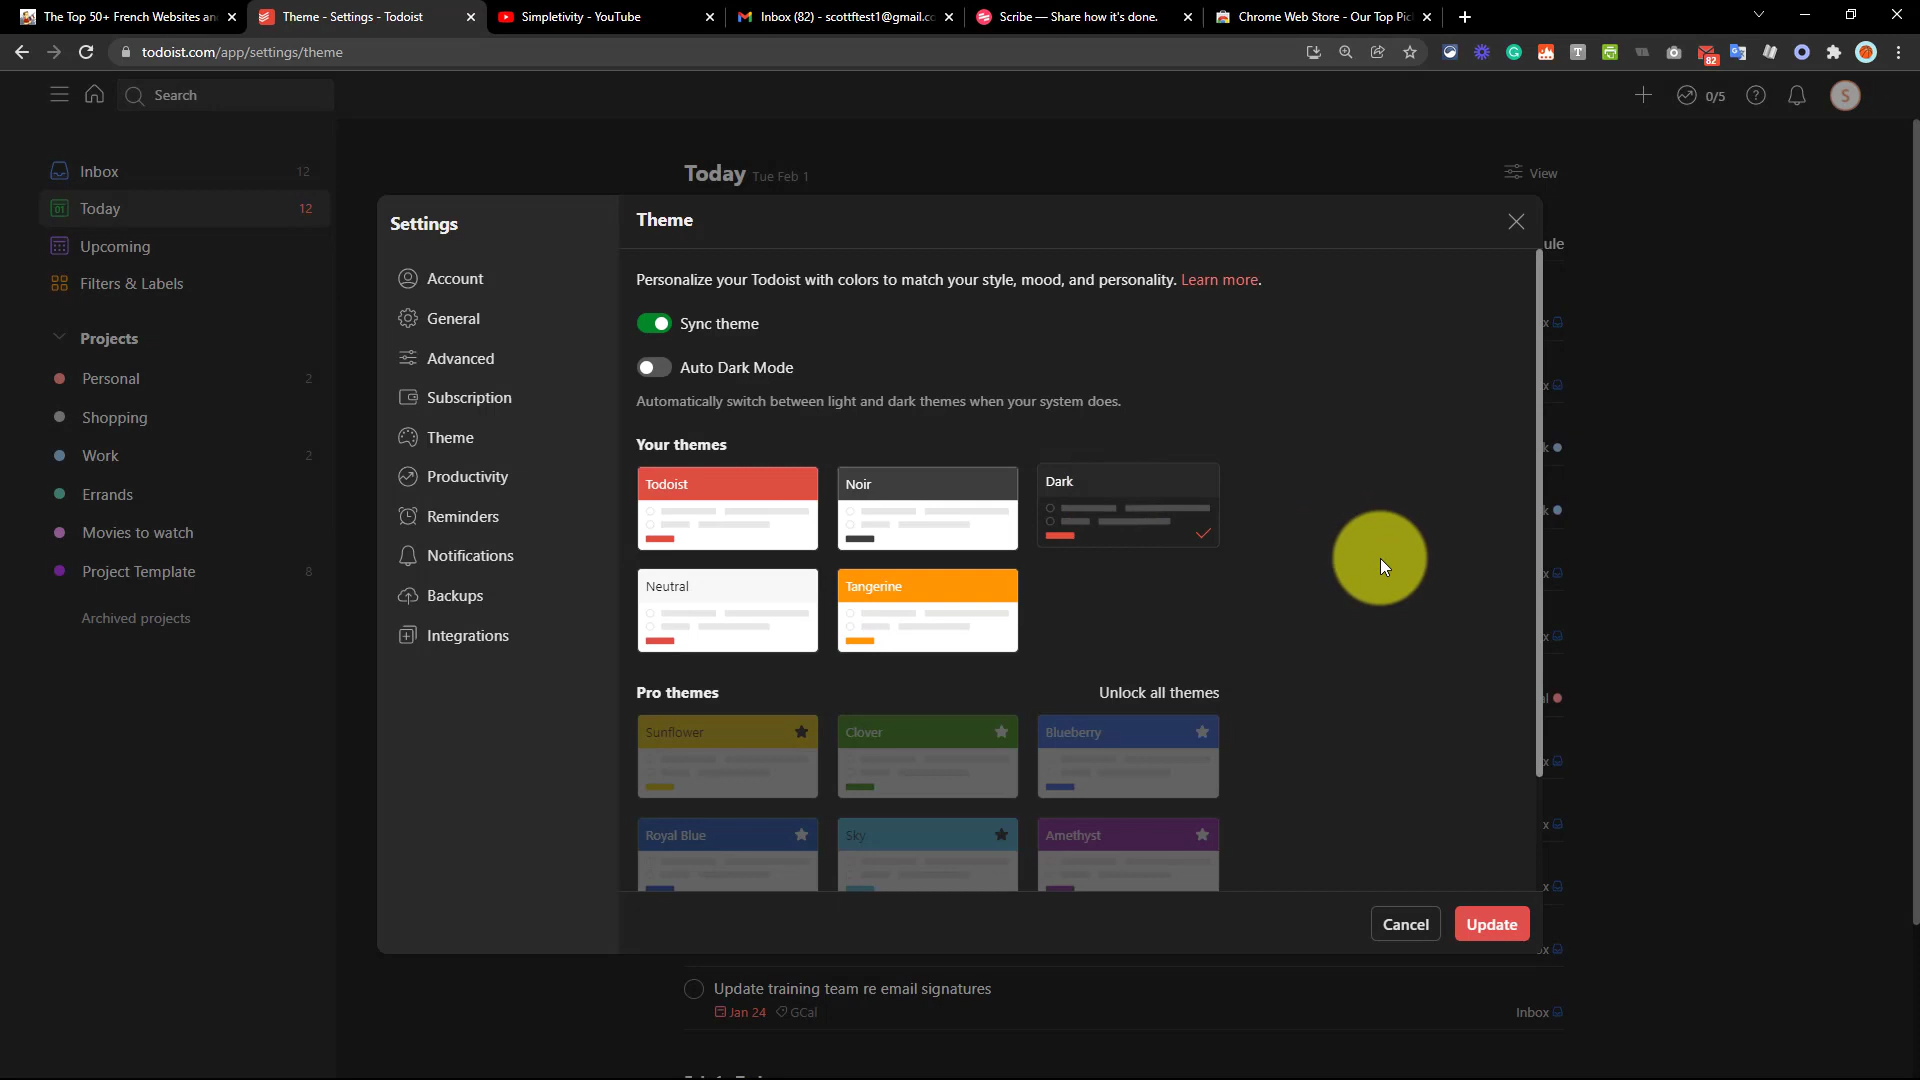 The Top 50+ French Websites an
Theme - Settings - Todoist
Simpletivity - YouTube
Inbox (82) - scottftest1@gmail.co
Scribe — Share how it's done.
Chrome Web Store - Our Top Pic
todoist.com/app/settings/theme
82
Search
0/5
S
Inbox 12
Today 12
Upcoming
Filters & Labels
Projects
Personal 2
Shopping
Work 2
Errands
Movies to watch
Project Template 8
Archived projects
Today Tue Feb 1
View
ule
Settings
Account
General
Advanced
Subscription
Theme
Productivity
Reminders
Notifications
Backups
Integrations
Theme
Personalize your Todoist with colors to match your style, mood, and personality. Learn more.
Sync theme
Auto Dark Mode
Automatically switch between light and dark themes when your system does.
Your themes
Todoist
Noir
Dark
Neutral
Tangerine
Pro themes
Unlock all themes
Sunflower
Clover
Blueberry
Royal Blue
Sky
Amethyst
Cancel
Update
Update training team re email signatures
Jan 24 GCal
Inbox